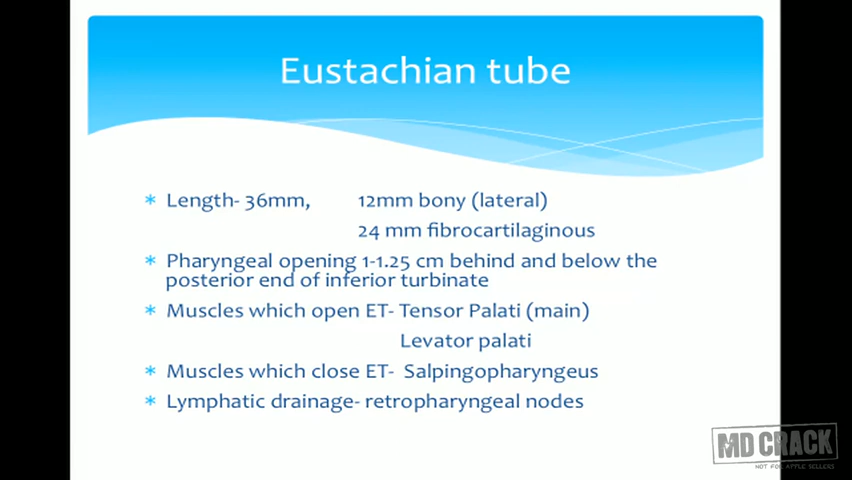 Eustachian tube
* Length- 36mm, 12mm bony (lateral)
24 mm fibrocartilaginous
* Pharyngeal opening 1-1.25 cm behind and below the
posterior end of inferior turbinate
* Muscles which open ET- Tensor Palati (main)
Levator palati
* Muscles which close ET- Salpingopharyngeus
* Lymphatic drainage- retropharyngeal nodes
MD CRACK
NOT FOR APPLE SELLERS